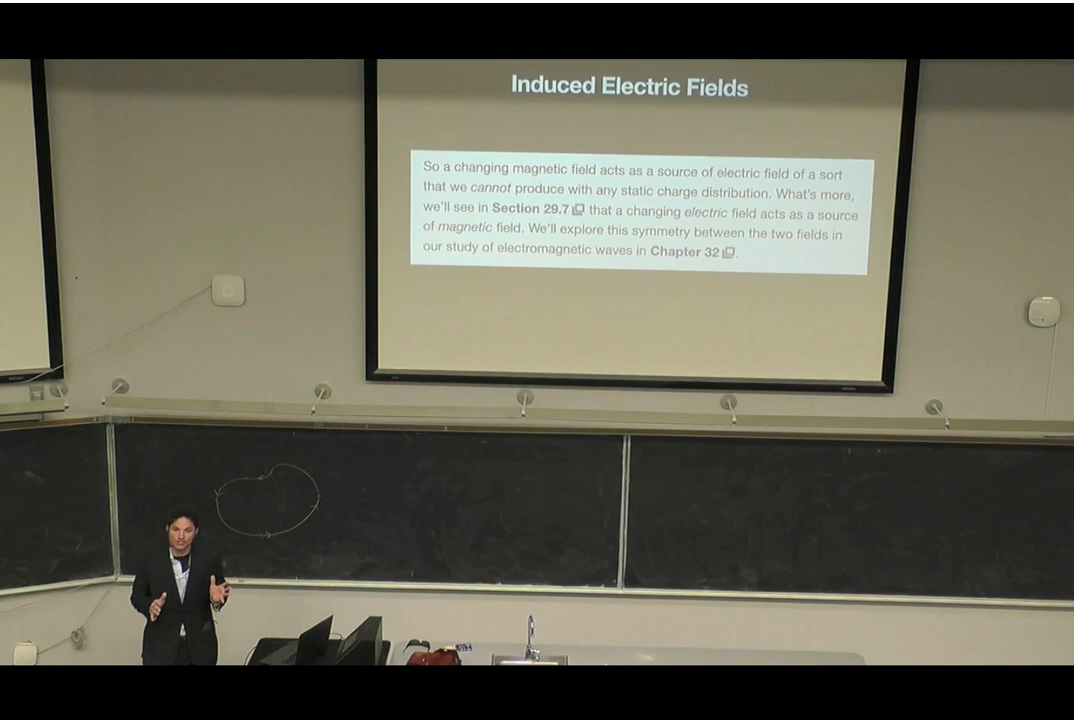 Induced Electric Fields
So a changing magnetic field acts as a source of electric field of a sort
that we cannot produce with any static charge distribution. What's more,
we'll see in Section 29.7 that a changing electric field acts as a source
of magnetic field. We'll explore this symmetry between the two fields in
our study of electromagnetic waves in Chapter 32.